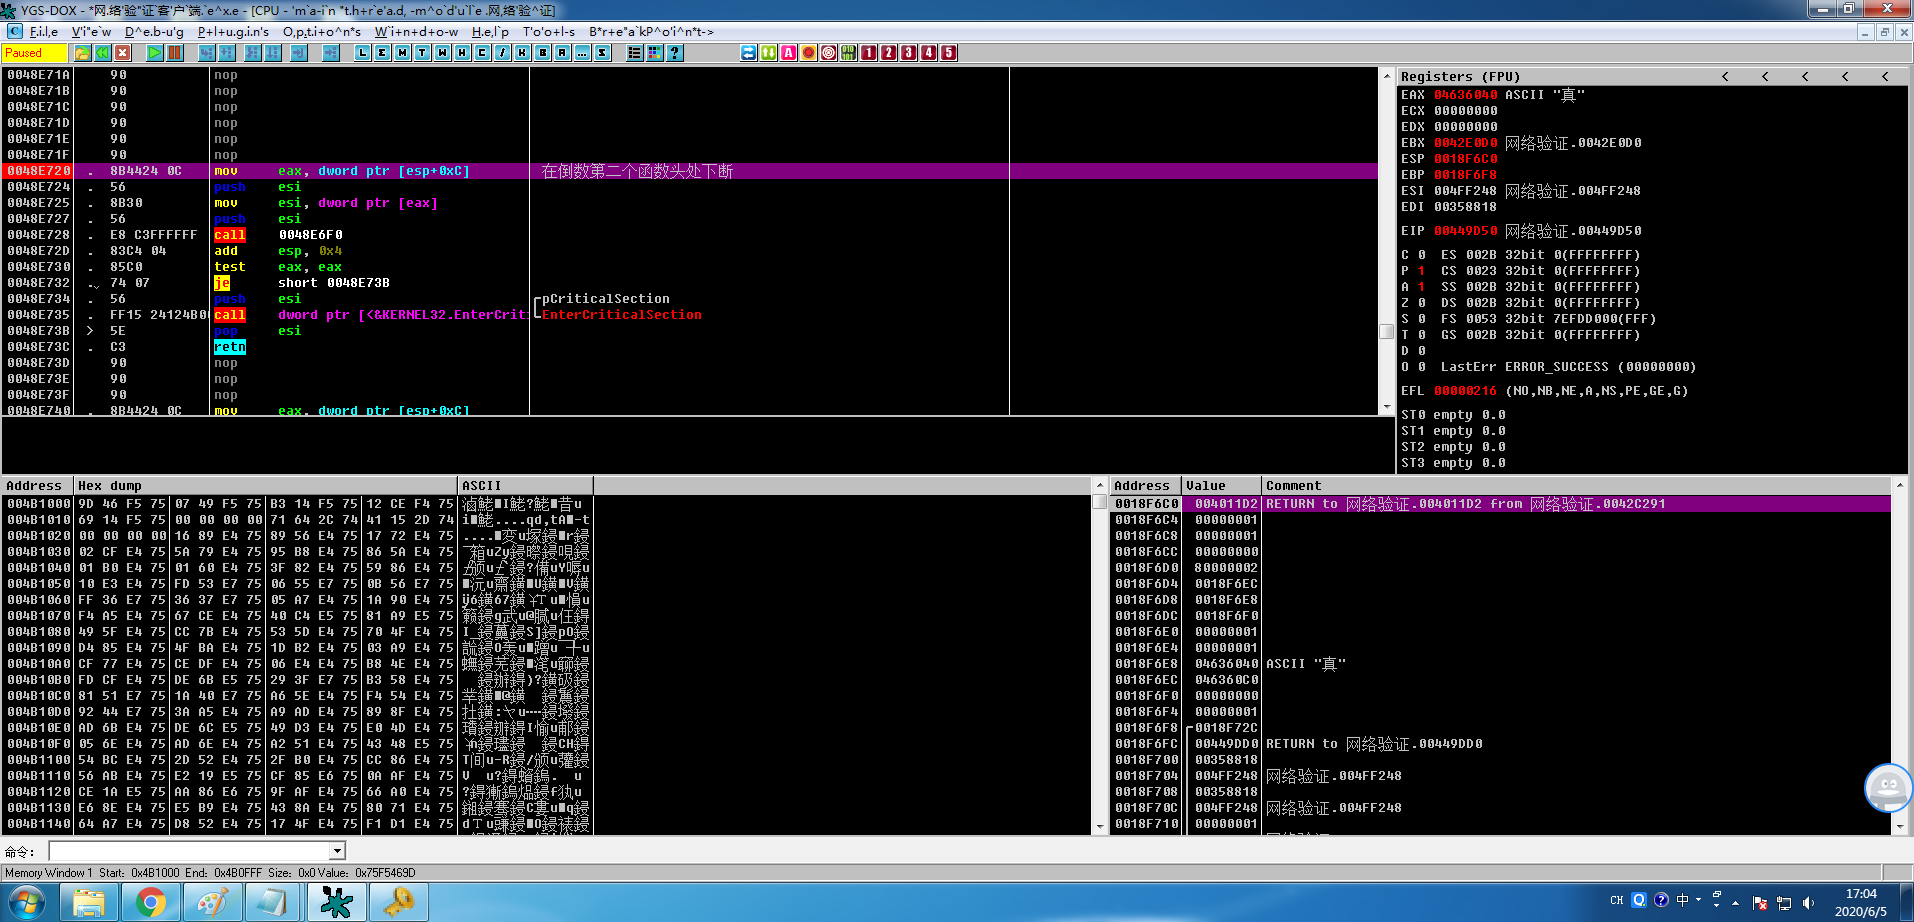 YGS-DOX - *网.络'验"证`客'户`端.`e^x.e - [CPU - 'm`a-i`n "t.h+r`e'a.d, -m^o`d'u`l`e .网,络'验^证]
F.i.l,e V'i"e`w D^e.b-u'g P+l+u.g.i.n's O,p,t.i+o^n*s W`i+n+d+o-w H.e,l`p T'o'o+l-s B*r+e"a`kP^o'i^n*t->
Paused L E M T W H C / K B R ... S ? A 1 2 3 4 5
0048E71A 90 nop
0048E71B 90 nop
0048E71C 90 nop
0048E71D 90 nop
0048E71E 90 nop
0048E71F 90 nop
0048E720 . 8B4424 0C mov eax, dword ptr [esp+0xC] 在倒数第二个函数头处下断
0048E724 . 56 push esi
0048E725 . 8B30 mov esi, dword ptr [eax]
0048E727 . 56 push esi
0048E728 . E8 C3FFFFFF call 0048E6F0
0048E72D . 83C4 04 add esp, 0x4
0048E730 . 85C0 test eax, eax
0048E732 . 74 07 je short 0048E73B
0048E734 . 56 push esi pCriticalSection
0048E735 . FF15 24124B0 call dword ptr [<&KERNEL32.EnterCrit EnterCriticalSection
0048E73B > 5E pop esi
0048E73C . C3 retn
0048E73D 90 nop
0048E73E 90 nop
0048E73F 90 nop
0048E740 . 8B4424 0C mov eax, dword ptr [esp+0xC]
Registers (FPU) < < < < <
EAX 04636040 ASCII "真"
ECX 00000000
EDX 00000000
EBX 0042E0D0 网络验证.0042E0D0
ESP 0018F6C0
EBP 0018F6F8
ESI 004FF248 网络验证.004FF248
EDI 00358818
EIP 00449D50 网络验证.00449D50
C 0 ES 002B 32bit 0(FFFFFFFF)
P 1 CS 0023 32bit 0(FFFFFFFF)
A 1 SS 002B 32bit 0(FFFFFFFF)
Z 0 DS 002B 32bit 0(FFFFFFFF)
S 0 FS 0053 32bit 7EFDD000(FFF)
T 0 GS 002B 32bit 0(FFFFFFFF)
D 0
O 0 LastErr ERROR_SUCCESS (00000000)
EFL 00000216 (NO,NB,NE,A,NS,PE,GE,G)
ST0 empty 0.0
ST1 empty 0.0
ST2 empty 0.0
ST3 empty 0.0
Address Hex dump ASCII
004B1000 9D 46 F5 75 07 49 F5 75 B3 14 F5 75 12 CE F4 75
004B1010 69 14 F5 75 00 00 00 00 71 64 2C 74 41 15 2D 74
004B1020 00 00 00 00 16 89 E4 75 89 56 E4 75 17 72 E4 75
004B1030 02 CF E4 75 5A 79 E4 75 95 B8 E4 75 86 5A E4 75
004B1040 01 B0 E4 75 01 60 E4 75 3F 82 E4 75 59 86 E4 75
004B1050 10 E3 E4 75 FD 53 E7 75 06 55 E7 75 0B 56 E7 75
004B1060 FF 36 E7 75 36 37 E7 75 05 A7 E4 75 1A 90 E4 75
004B1070 F4 A5 E4 75 67 CE E4 75 40 C4 E5 75 81 A9 E5 75
004B1080 49 5F E4 75 CC 7B E4 75 53 5D E4 75 70 4F E4 75
004B1090 D4 85 E4 75 4F BA E4 75 1D B2 E4 75 03 A9 E4 75
004B10A0 CF 77 E4 75 CE DF E4 75 06 E4 E4 75 B8 4E E4 75
004B10B0 FD CF E4 75 DE 6B E5 75 29 3F E7 75 B3 58 E4 75
004B10C0 81 51 E7 75 1A 40 E7 75 A6 5E E4 75 F4 54 E4 75
004B10D0 92 44 E7 75 3A A5 E4 75 A9 AD E4 75 89 8F E4 75
004B10E0 AD 6B E4 75 DE 6C E5 75 49 D3 E4 75 E0 4D E4 75
004B10F0 05 6E E4 75 AD 6E E4 75 A2 51 E4 75 43 48 E5 75
004B1100 54 BC E4 75 2D 52 E4 75 2F B0 E4 75 CC 86 E4 75
004B1110 56 AB E4 75 E2 19 E5 75 CF 85 E6 75 0A AF E4 75
004B1120 CE 1A E5 75 AA 86 E6 75 9F AF E4 75 66 A0 E4 75
004B1130 E6 8E E4 75 E5 B9 E4 75 43 8A E4 75 80 71 E4 75
004B1140 64 A7 E4 75 D8 52 E4 75 17 4F E4 75 F1 D1 E4 75
Address Value Comment
0018F6C0 004011D2 RETURN to 网络验证.004011D2 from 网络验证.0042C291
0018F6C4 00000001
0018F6C8 00000001
0018F6CC 00000000
0018F6D0 80000002
0018F6D4 0018F6EC
0018F6D8 0018F6E8
0018F6DC 0018F6F0
0018F6E0 00000001
0018F6E4 00000001
0018F6E8 04636040 ASCII "真"
0018F6EC 046360C0
0018F6F0 00000000
0018F6F4 00000001
0018F6F8 0018F72C
0018F6FC 00449DD0 RETURN to 网络验证.00449DD0
0018F700 00358818
0018F704 004FF248 网络验证.004FF248
0018F708 00358818
0018F70C 004FF248 网络验证.004FF248
0018F710 00000001
命令：
Memory Window 1 Start: 0x4B1000 End: 0x4B0FFF Size: 0x0 Value: 0x75F5469D
CH 中 17:04
2020/6/5